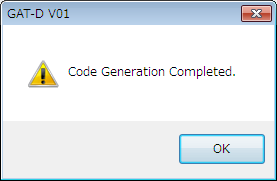 GAT-D V01
Code Generation Completed.
OK